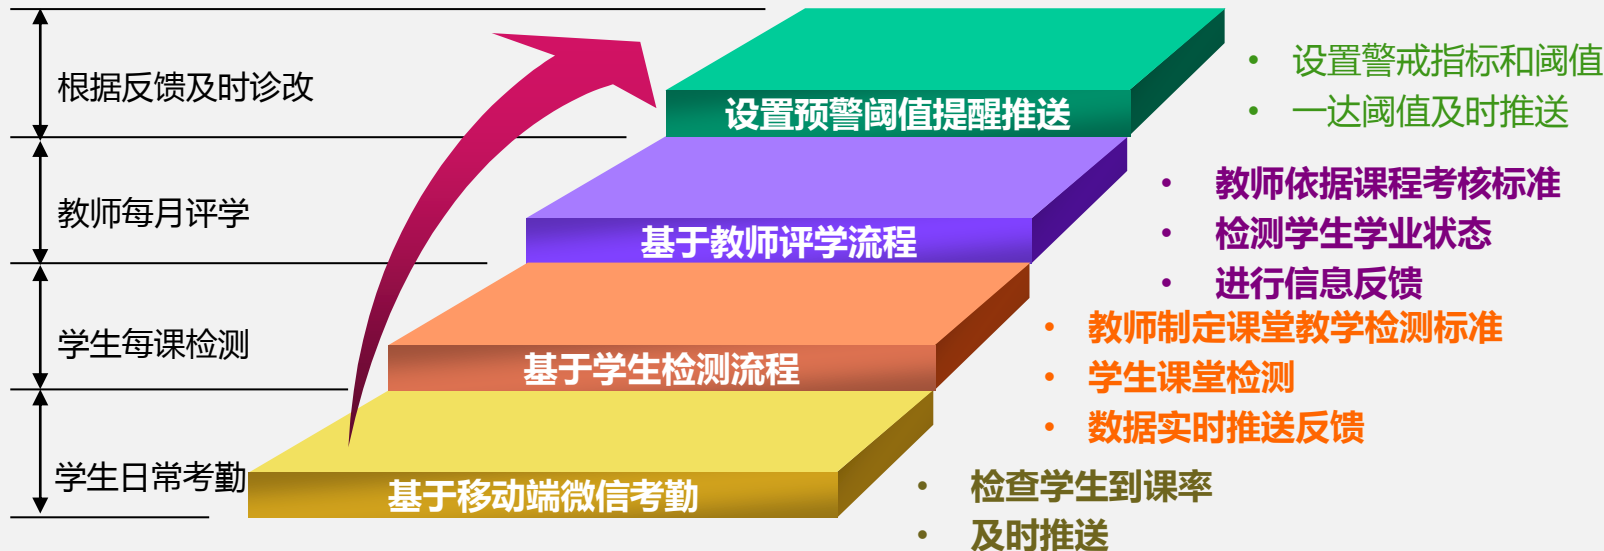 根据反馈及时诊改
设置预警阈值提醒推送
• 设置警戒指标和阈值
• 一达阈值及时推送
教师每月评学
基于教师评学流程
• 教师依据课程考核标准
• 检测学生学业状态
• 进行信息反馈
学生每课检测
基于学生检测流程
• 教师制定课堂教学检测标准
• 学生课堂检测
• 数据实时推送反馈
学生日常考勤
基于移动端微信考勤
• 检查学生到课率
• 及时推送